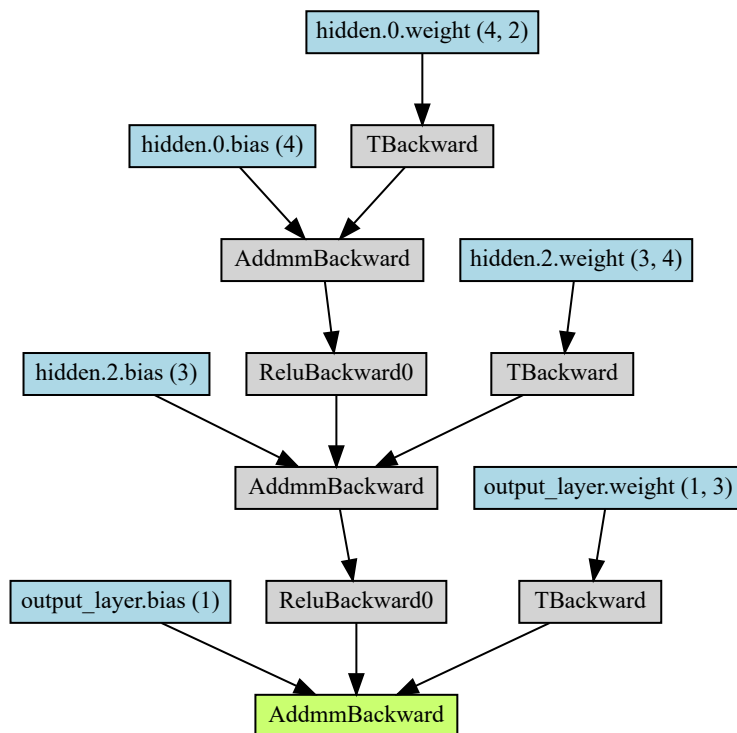 hidden.0.weight (4, 2)
hidden.0.bias (4)
TBackward
AddmmBackward
hidden.2.weight (3, 4)
hidden.2.bias (3)
ReluBackward0
TBackward
AddmmBackward
output_layer.weight (1, 3)
output_layer.bias (1)
ReluBackward0
TBackward
AddmmBackward